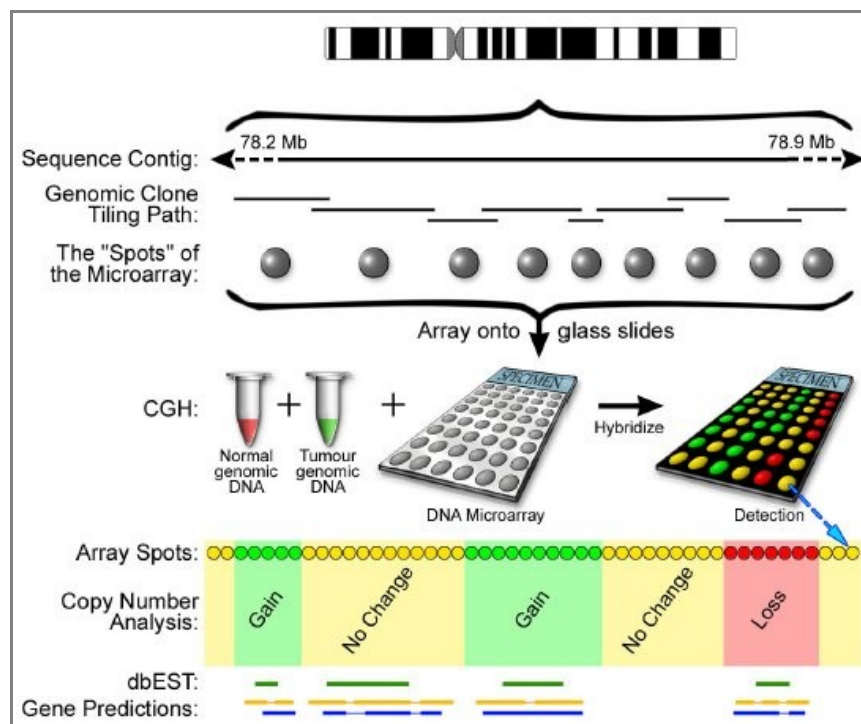 78.2 Mb
78.9 Mb
Sequence Contig:
Genomic Clone
Tiling Path:
The "Spots" of
the Microarray:
Array onto
glass slides
SPECIMEN
SPECIMEN
CGH:
Hybridize
Normal
genomic
DNA
Tumour
genomic
DNA
DNA Microarray
Detection
Array Spots:
Copy Number
Analysis:
Gain
No Change
Gain
No Change
Loss
dbEST:
Gene Predictions: